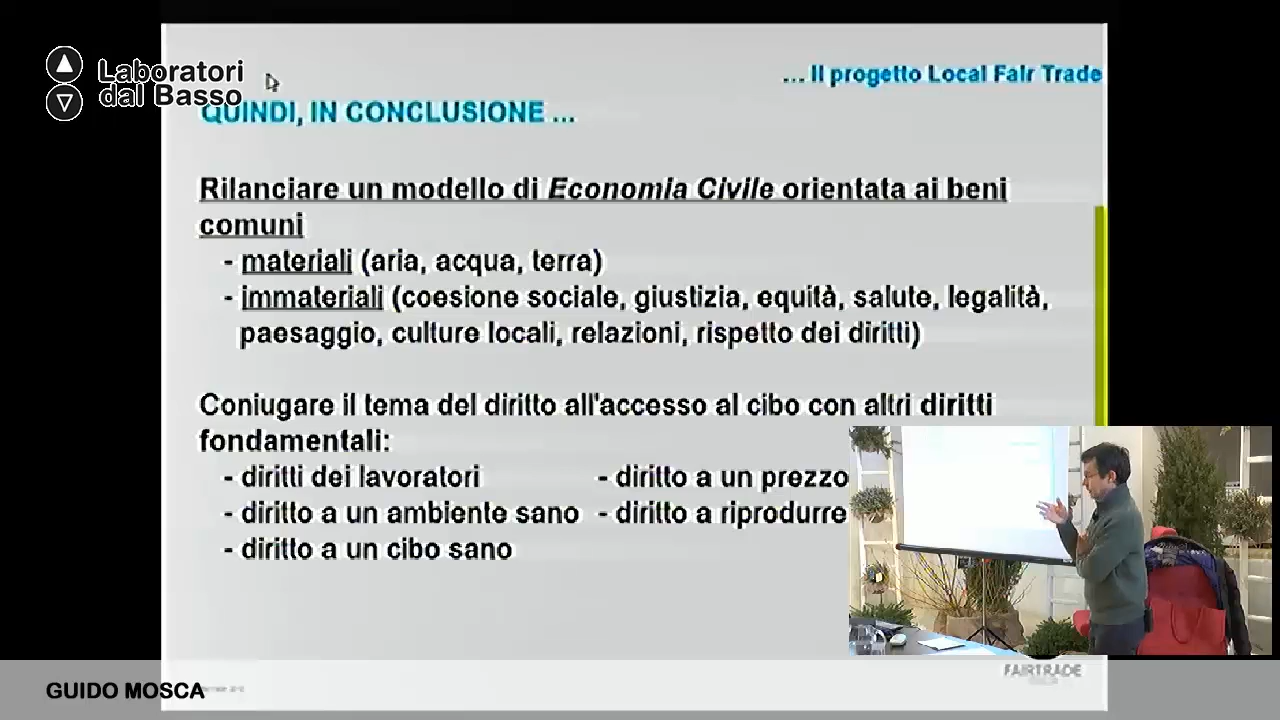 Laboratori
dal Basso
... Il progetto Local Fair Trade
QUINDI, IN CONCLUSIONE ...
Rilanciare un modello di Economia Civile orientata ai beni
comuni
- materiali (aria, acqua, terra)
- immateriali (coesione sociale, giustizia, equità, salute, legalità,
paesaggio, culture locali, relazioni, rispetto dei diritti)
Coniugare il tema del diritto all'accesso al cibo con altri diritti
fondamentali:
- diritti dei lavoratori - diritto a un prezzo
- diritto a un ambiente sano - diritto a riprodurre
- diritto a un cibo sano
FAIRTRADE
GUIDO MOSCA